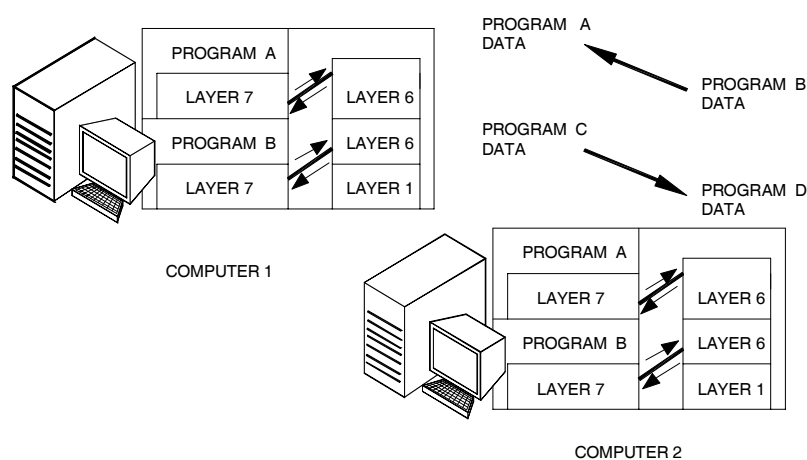 PROGRAM A
LAYER 7
LAYER 6
PROGRAM B
LAYER 6
LAYER 7
LAYER 1
COMPUTER 1
PROGRAM A
DATA
PROGRAM B
DATA
PROGRAM C
DATA
PROGRAM D
DATA
PROGRAM A
LAYER 7
LAYER 6
PROGRAM B
LAYER 6
LAYER 7
LAYER 1
COMPUTER 2